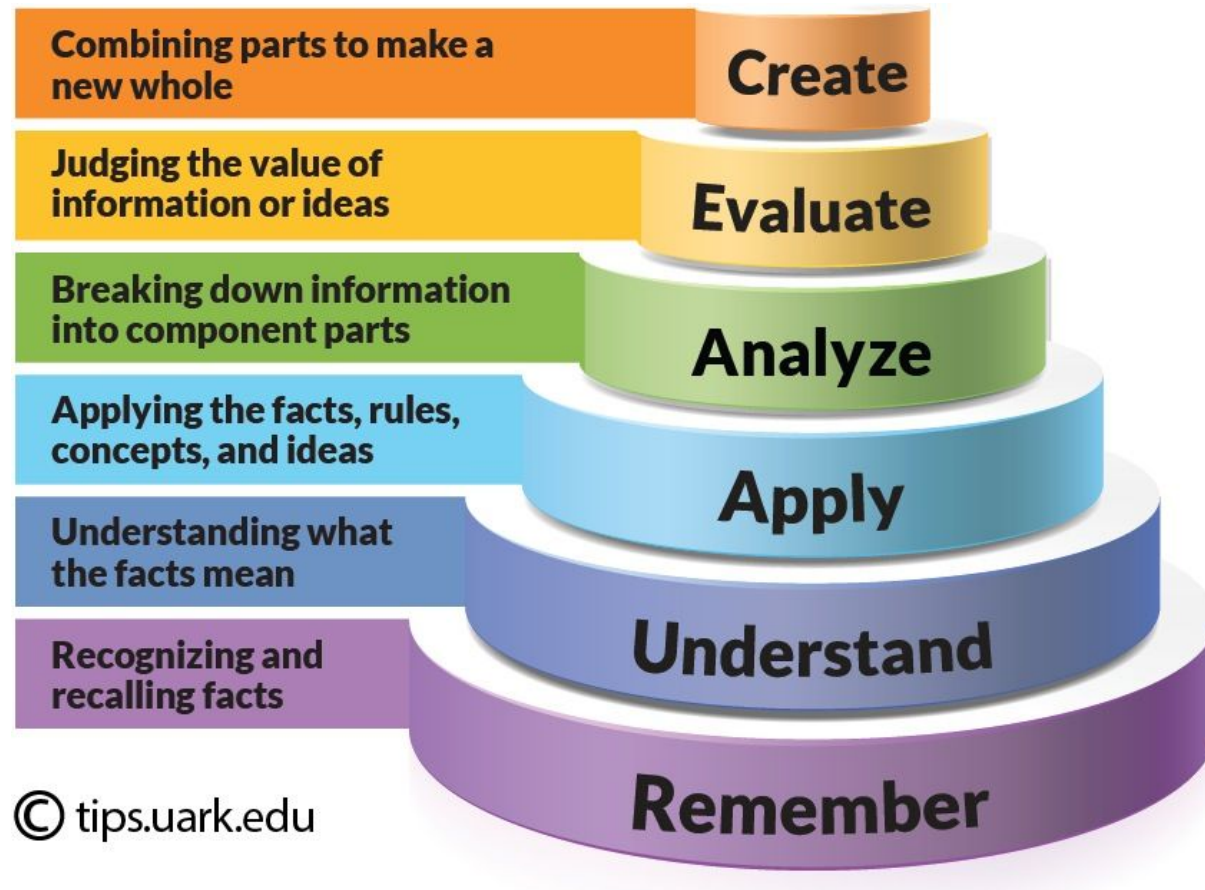 Combining parts to make a
new whole
Create
Judging the value of
information or ideas
Evaluate
Breaking down information
into component parts
Analyze
Applying the facts, rules,
concepts, and ideas
Apply
Understanding what
the facts mean
Understand
Recognizing and
recalling facts
Remember
© tips.uark.edu